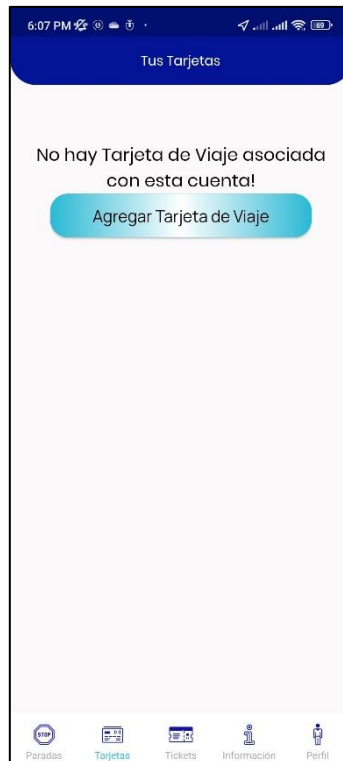 6:07 PM
69
Tus Tarjetas
No hay Tarjeta de Viaje asociada
con esta cuenta!
Agregar Tarjeta de Viaje
STOP
Paradas
Tarjetas
Tickets
Información
Perfil